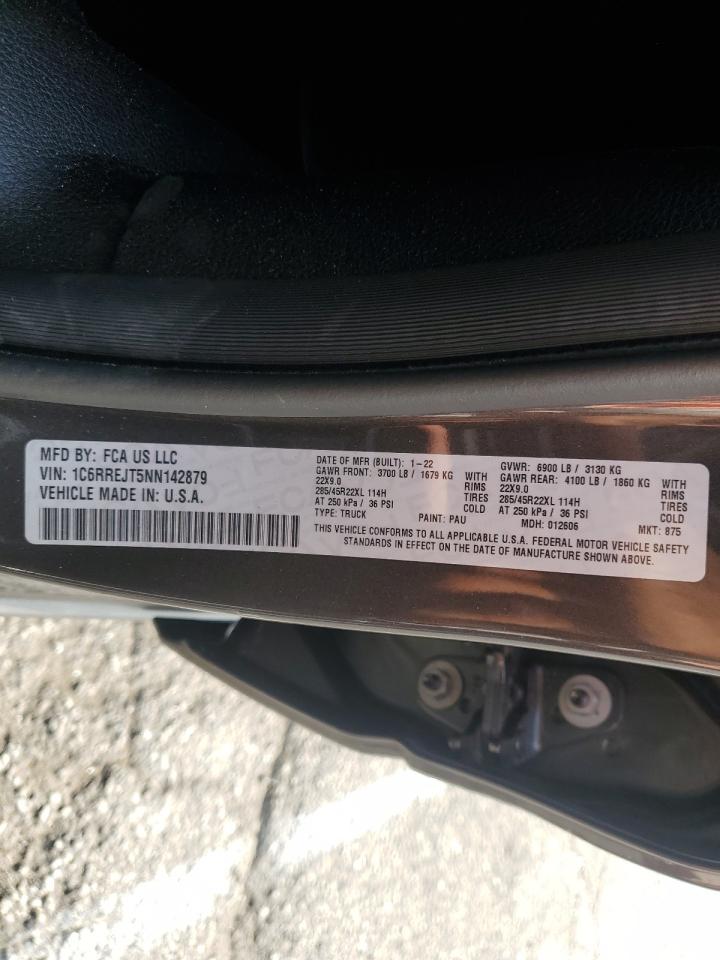 MFD BY: FCA US LLC
VIN: 1C6RREJT5NN142879
VEHICLE MADE IN: U.S.A.
DATE OF MFR (BUILT): 1-22
GAWR FRONT: 3700 LB / 1679 KG WITH
22X9.0 RIMS
285/45R22XL 114H TIRES
AT 250 kPa / 36 PSI COLD
TYPE: TRUCK PAINT: PAU
GVWR: 6900 LB / 3130 KG
GAWR REAR: 4100 LB / 1860 KG WITH
22X9.0 RIMS
285/45R22XL 114H TIRES
AT 250 kPa / 36 PSI COLD
MDH: 012606 MKT: 875
THIS VEHICLE CONFORMS TO ALL APPLICABLE U.S.A. FEDERAL MOTOR VEHICLE SAFETY
STANDARDS IN EFFECT ON THE DATE OF MANUFACTURE SHOWN ABOVE.